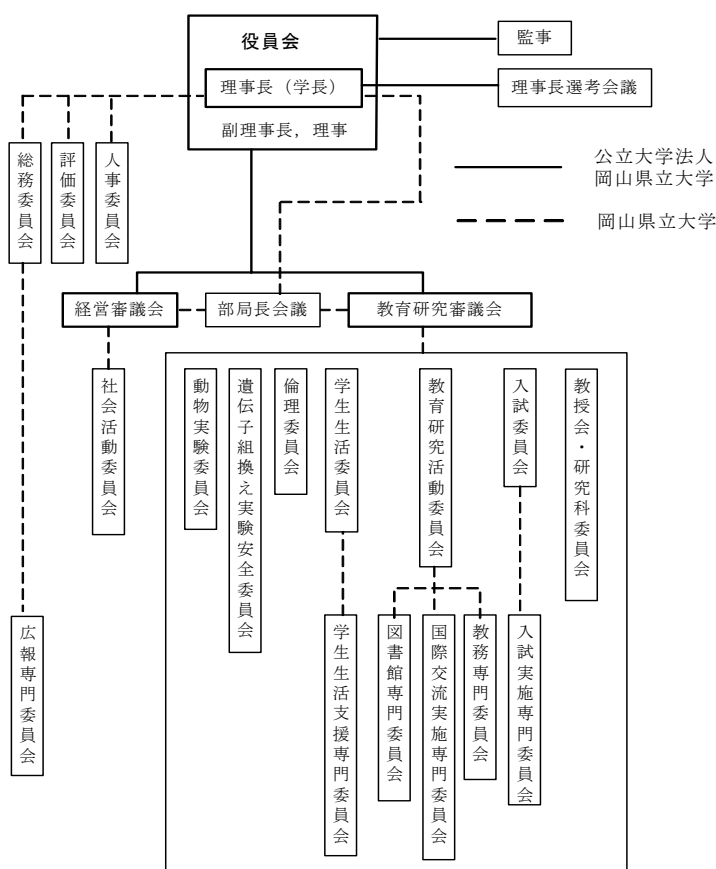 役員会
監事
理事長（学長）
理事長選考会議
副理事長，理事
総務委員会
評価委員会
人事委員会
公立大学法人
岡山県立大学
岡山県立大学
経営審議会
部局長会議
教育研究審議会
社会活動委員会
動物実験委員会
遺伝子組換え実験安全委員会
倫理委員会
学生生活委員会
教育研究活動委員会
入試委員会
教授会・研究科委員会
広報専門委員会
学生生活支援専門委員会
図書館専門委員会
国際交流実施専門委員会
教務専門委員会
入試実施専門委員会